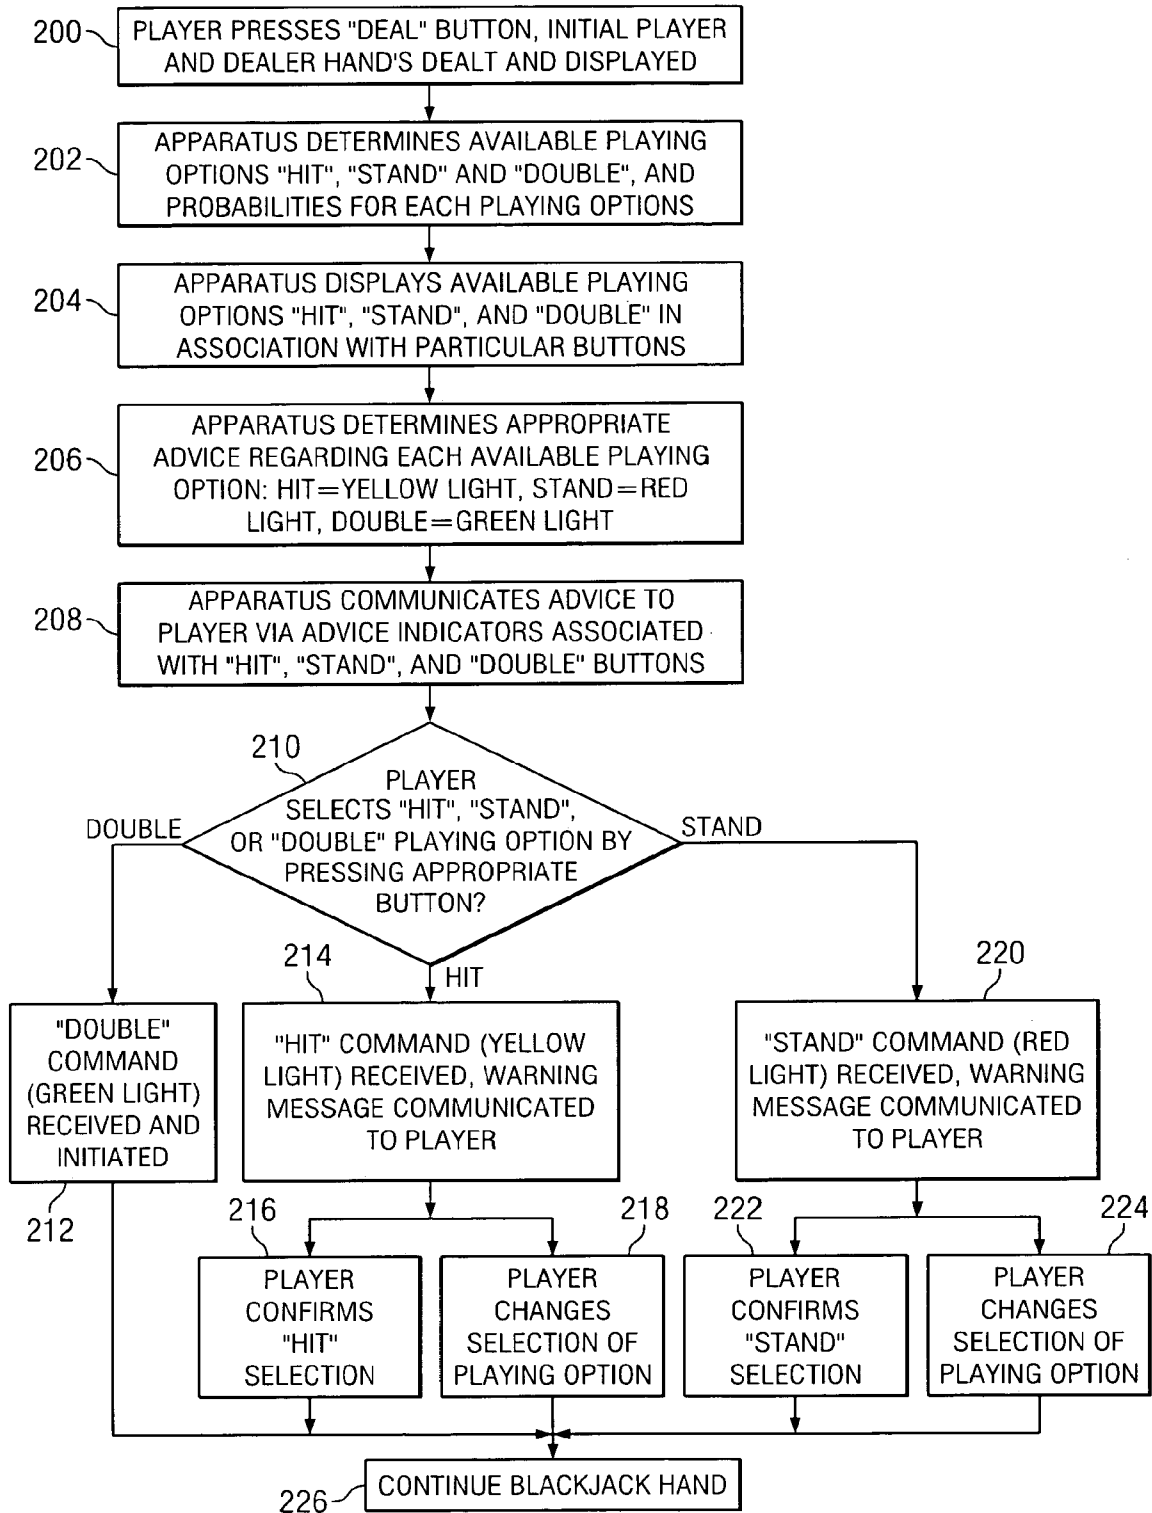 200
PLAYER PRESSES "DEAL" BUTTON, INITIAL PLAYER
AND DEALER HAND'S DEALT AND DISPLAYED
202
APPARATUS DETERMINES AVAILABLE PLAYING
OPTIONS "HIT", "STAND" AND "DOUBLE", AND
PROBABILITIES FOR EACH PLAYING OPTIONS
204
APPARATUS DISPLAYS AVAILABLE PLAYING
OPTIONS "HIT", "STAND", AND "DOUBLE" IN
ASSOCIATION WITH PARTICULAR BUTTONS
206
APPARATUS DETERMINES APPROPRIATE
ADVICE REGARDING EACH AVAILABLE PLAYING
OPTION: HIT=YELLOW LIGHT, STAND=RED
LIGHT, DOUBLE=GREEN LIGHT
208
APPARATUS COMMUNICATES ADVICE TO
PLAYER VIA ADVICE INDICATORS ASSOCIATED
WITH "HIT", "STAND", AND "DOUBLE" BUTTONS
210
PLAYER
SELECTS "HIT", "STAND",
OR "DOUBLE" PLAYING OPTION BY
PRESSING APPROPRIATE
BUTTON?
DOUBLE
STAND
HIT
"DOUBLE"
COMMAND
(GREEN LIGHT)
RECEIVED AND
INITIATED
212
214
"HIT" COMMAND (YELLOW
LIGHT) RECEIVED, WARNING
MESSAGE COMMUNICATED
TO PLAYER
220
"STAND" COMMAND (RED
LIGHT) RECEIVED, WARNING
MESSAGE COMMUNICATED
TO PLAYER
216
PLAYER
CONFIRMS
"HIT"
SELECTION
218
PLAYER
CHANGES
SELECTION OF
PLAYING OPTION
222
PLAYER
CONFIRMS
"STAND"
SELECTION
224
PLAYER
CHANGES
SELECTION OF
PLAYING OPTION
226
CONTINUE BLACKJACK HAND